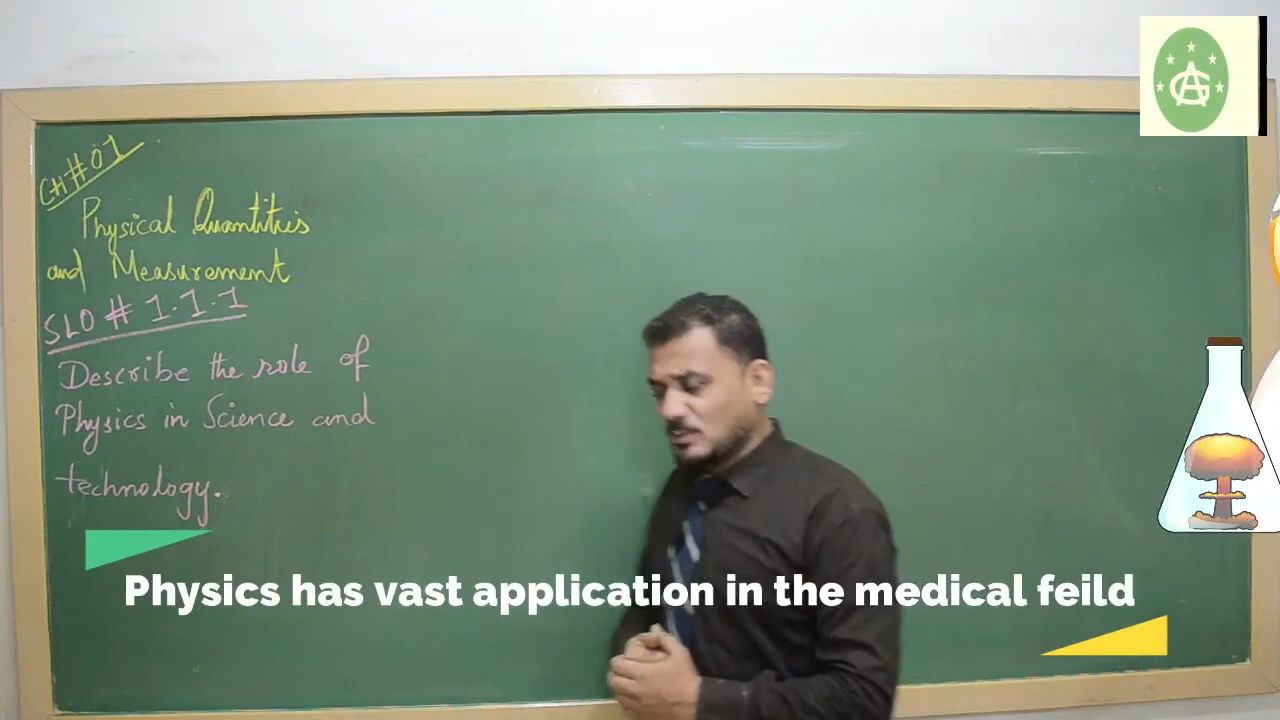 CH#01
Physical Quantities
and Measurement
SLO # 1.1.1
Describe the role of
Physics in Science and
technology.
Physics has vast application in the medical feild
AG